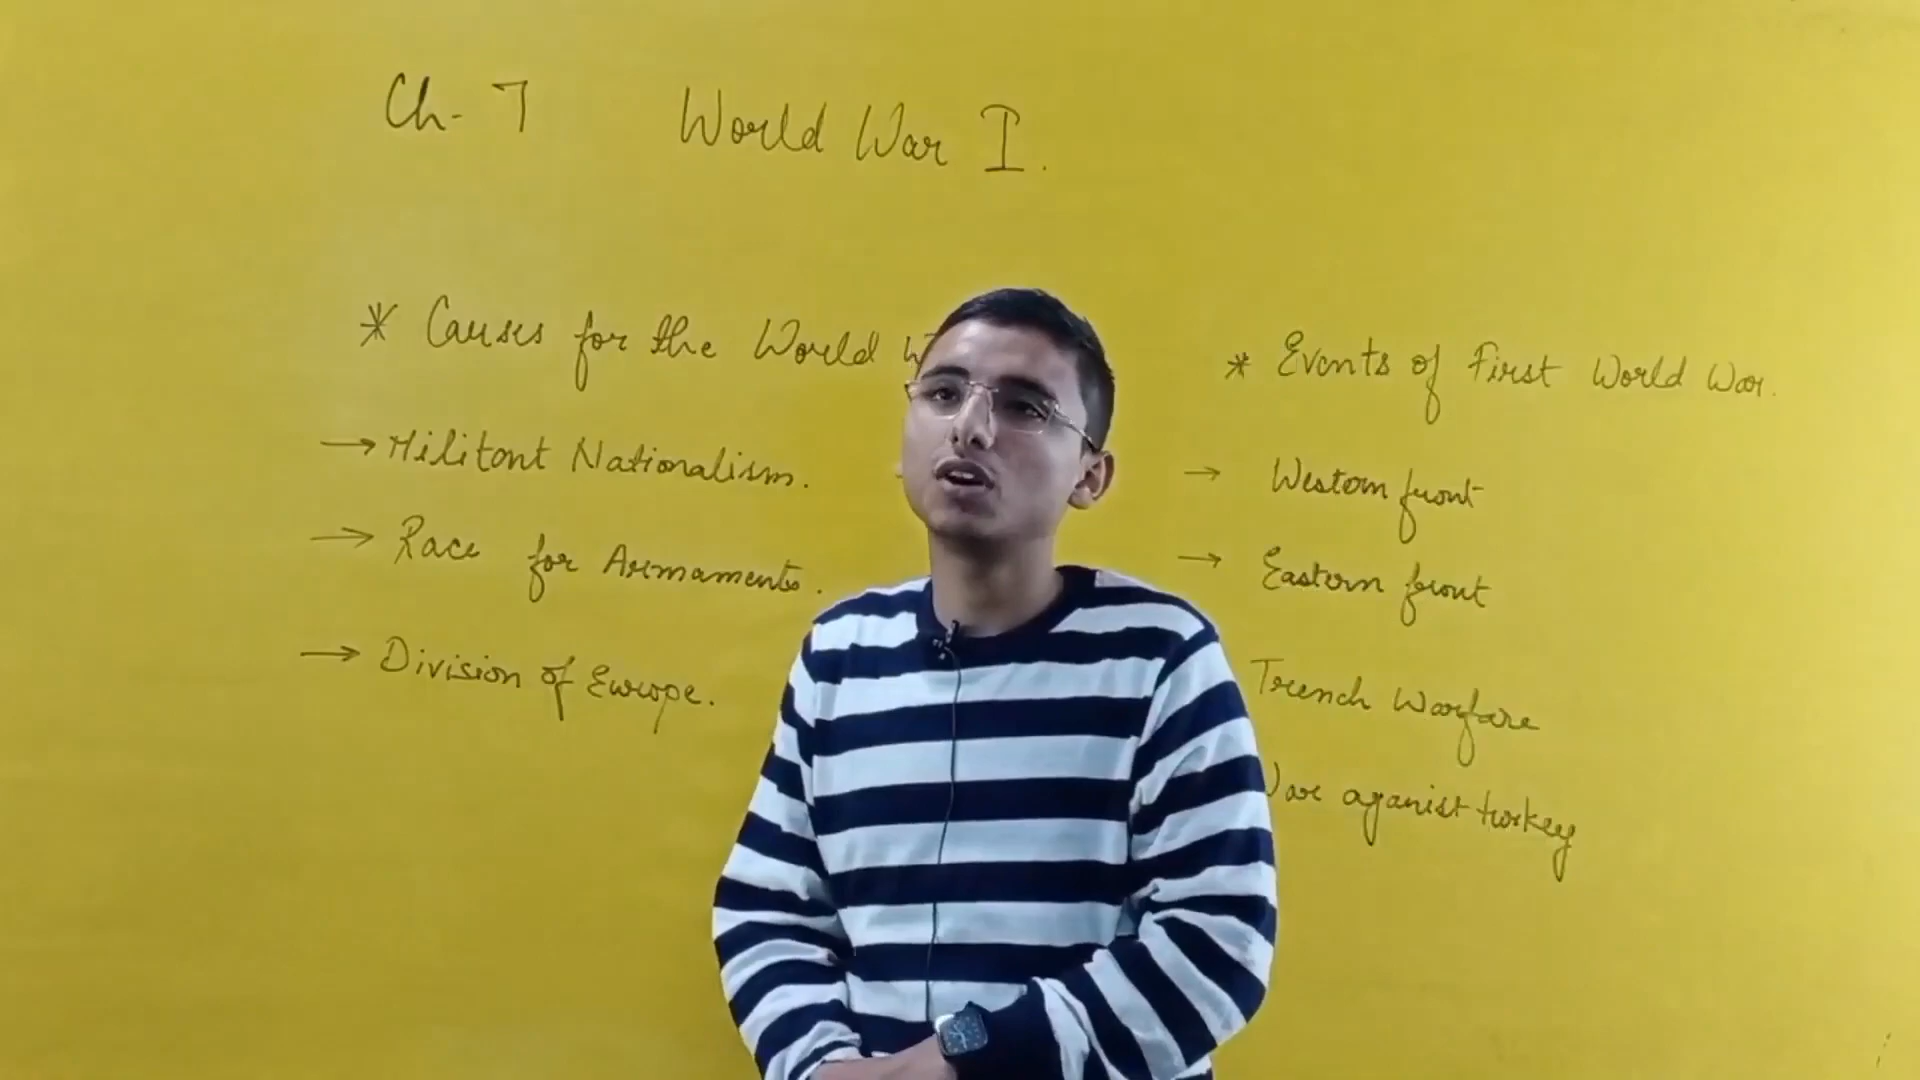 Ch- 7 World War I.
* Causes for the World
→ Militant Nationalism.
→ Race for Armaments.
→ Division of Europe.
* Events of First World War.
→ Western front
→ Eastern front
Trench Warfare
aganist turkey